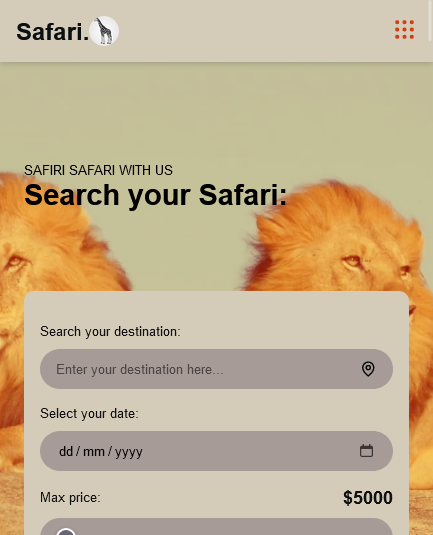 Safari.
SAFIRI SAFARI WITH US
Search your Safari:
Search your destination:
Enter your destination here...
Select your date:
dd / mm / yyyy
Max price:
$5000